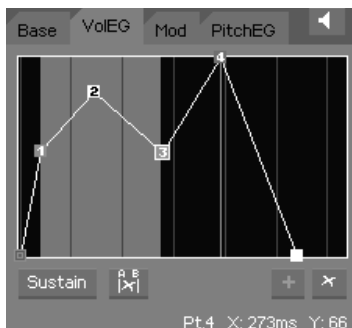 Base VolEG Mod PitchEG
4
2
1 3
Sustain A B |x| + x
Pt.4 X: 273ms Y: 66